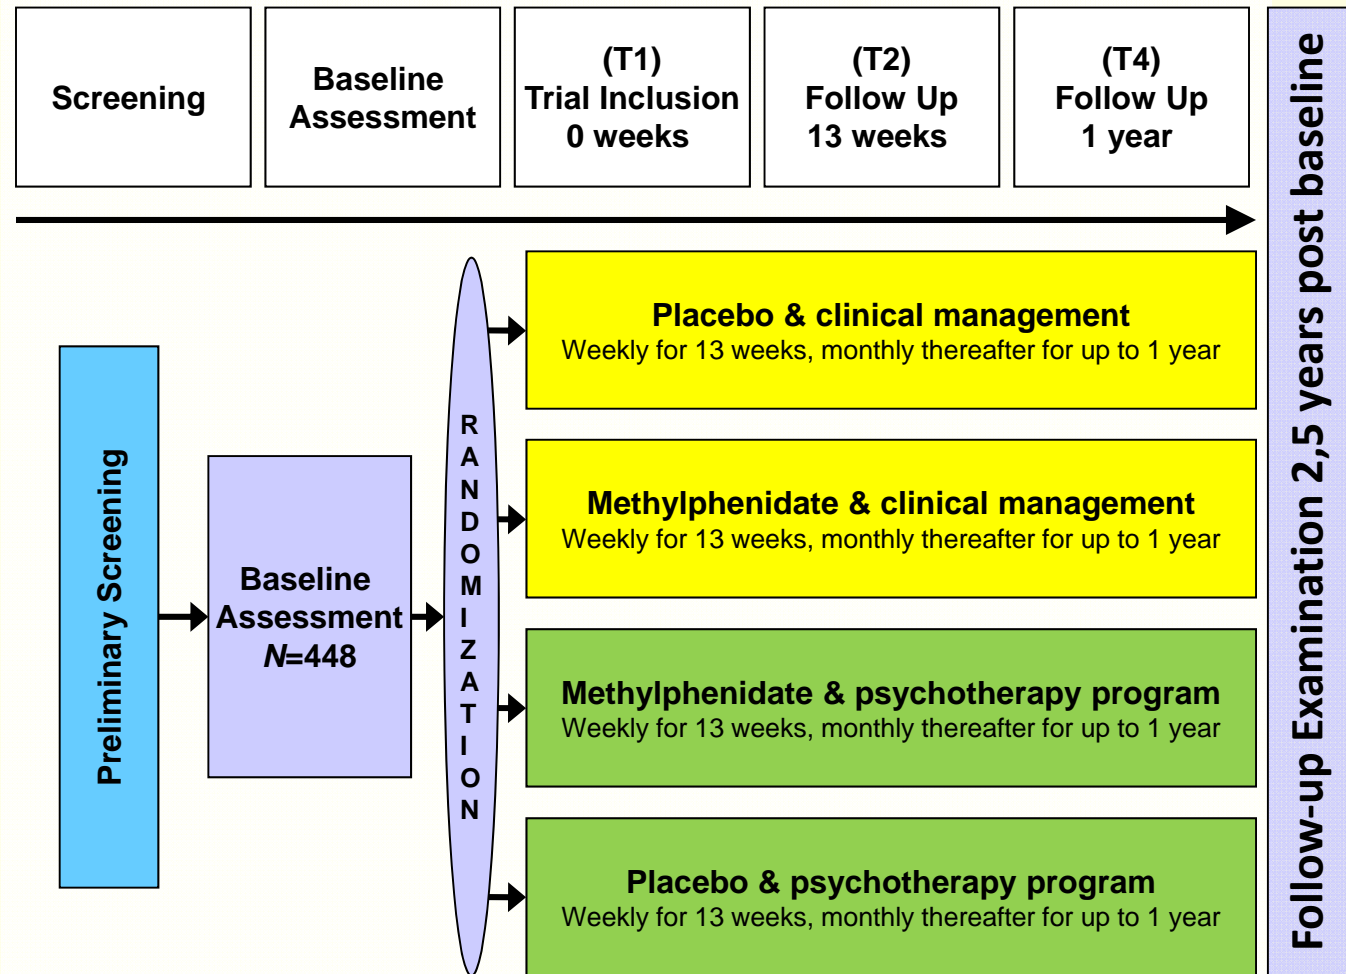 Screening
Baseline
Assessment
(T1)
Trial Inclusion
0 weeks
(T2)
Follow Up
13 weeks
(T4)
Follow Up
1 year
Preliminary Screening
Baseline
Assessment
N=448
RANDOMIZATION
Placebo & clinical management
Weekly for 13 weeks, monthly thereafter for up to 1 year
Methylphenidate & clinical management
Weekly for 13 weeks, monthly thereafter for up to 1 year
Methylphenidate & psychotherapy program
Weekly for 13 weeks, monthly thereafter for up to 1 year
Placebo & psychotherapy program
Weekly for 13 weeks, monthly thereafter for up to 1 year
Follow-up Examination 2,5 years post baseline